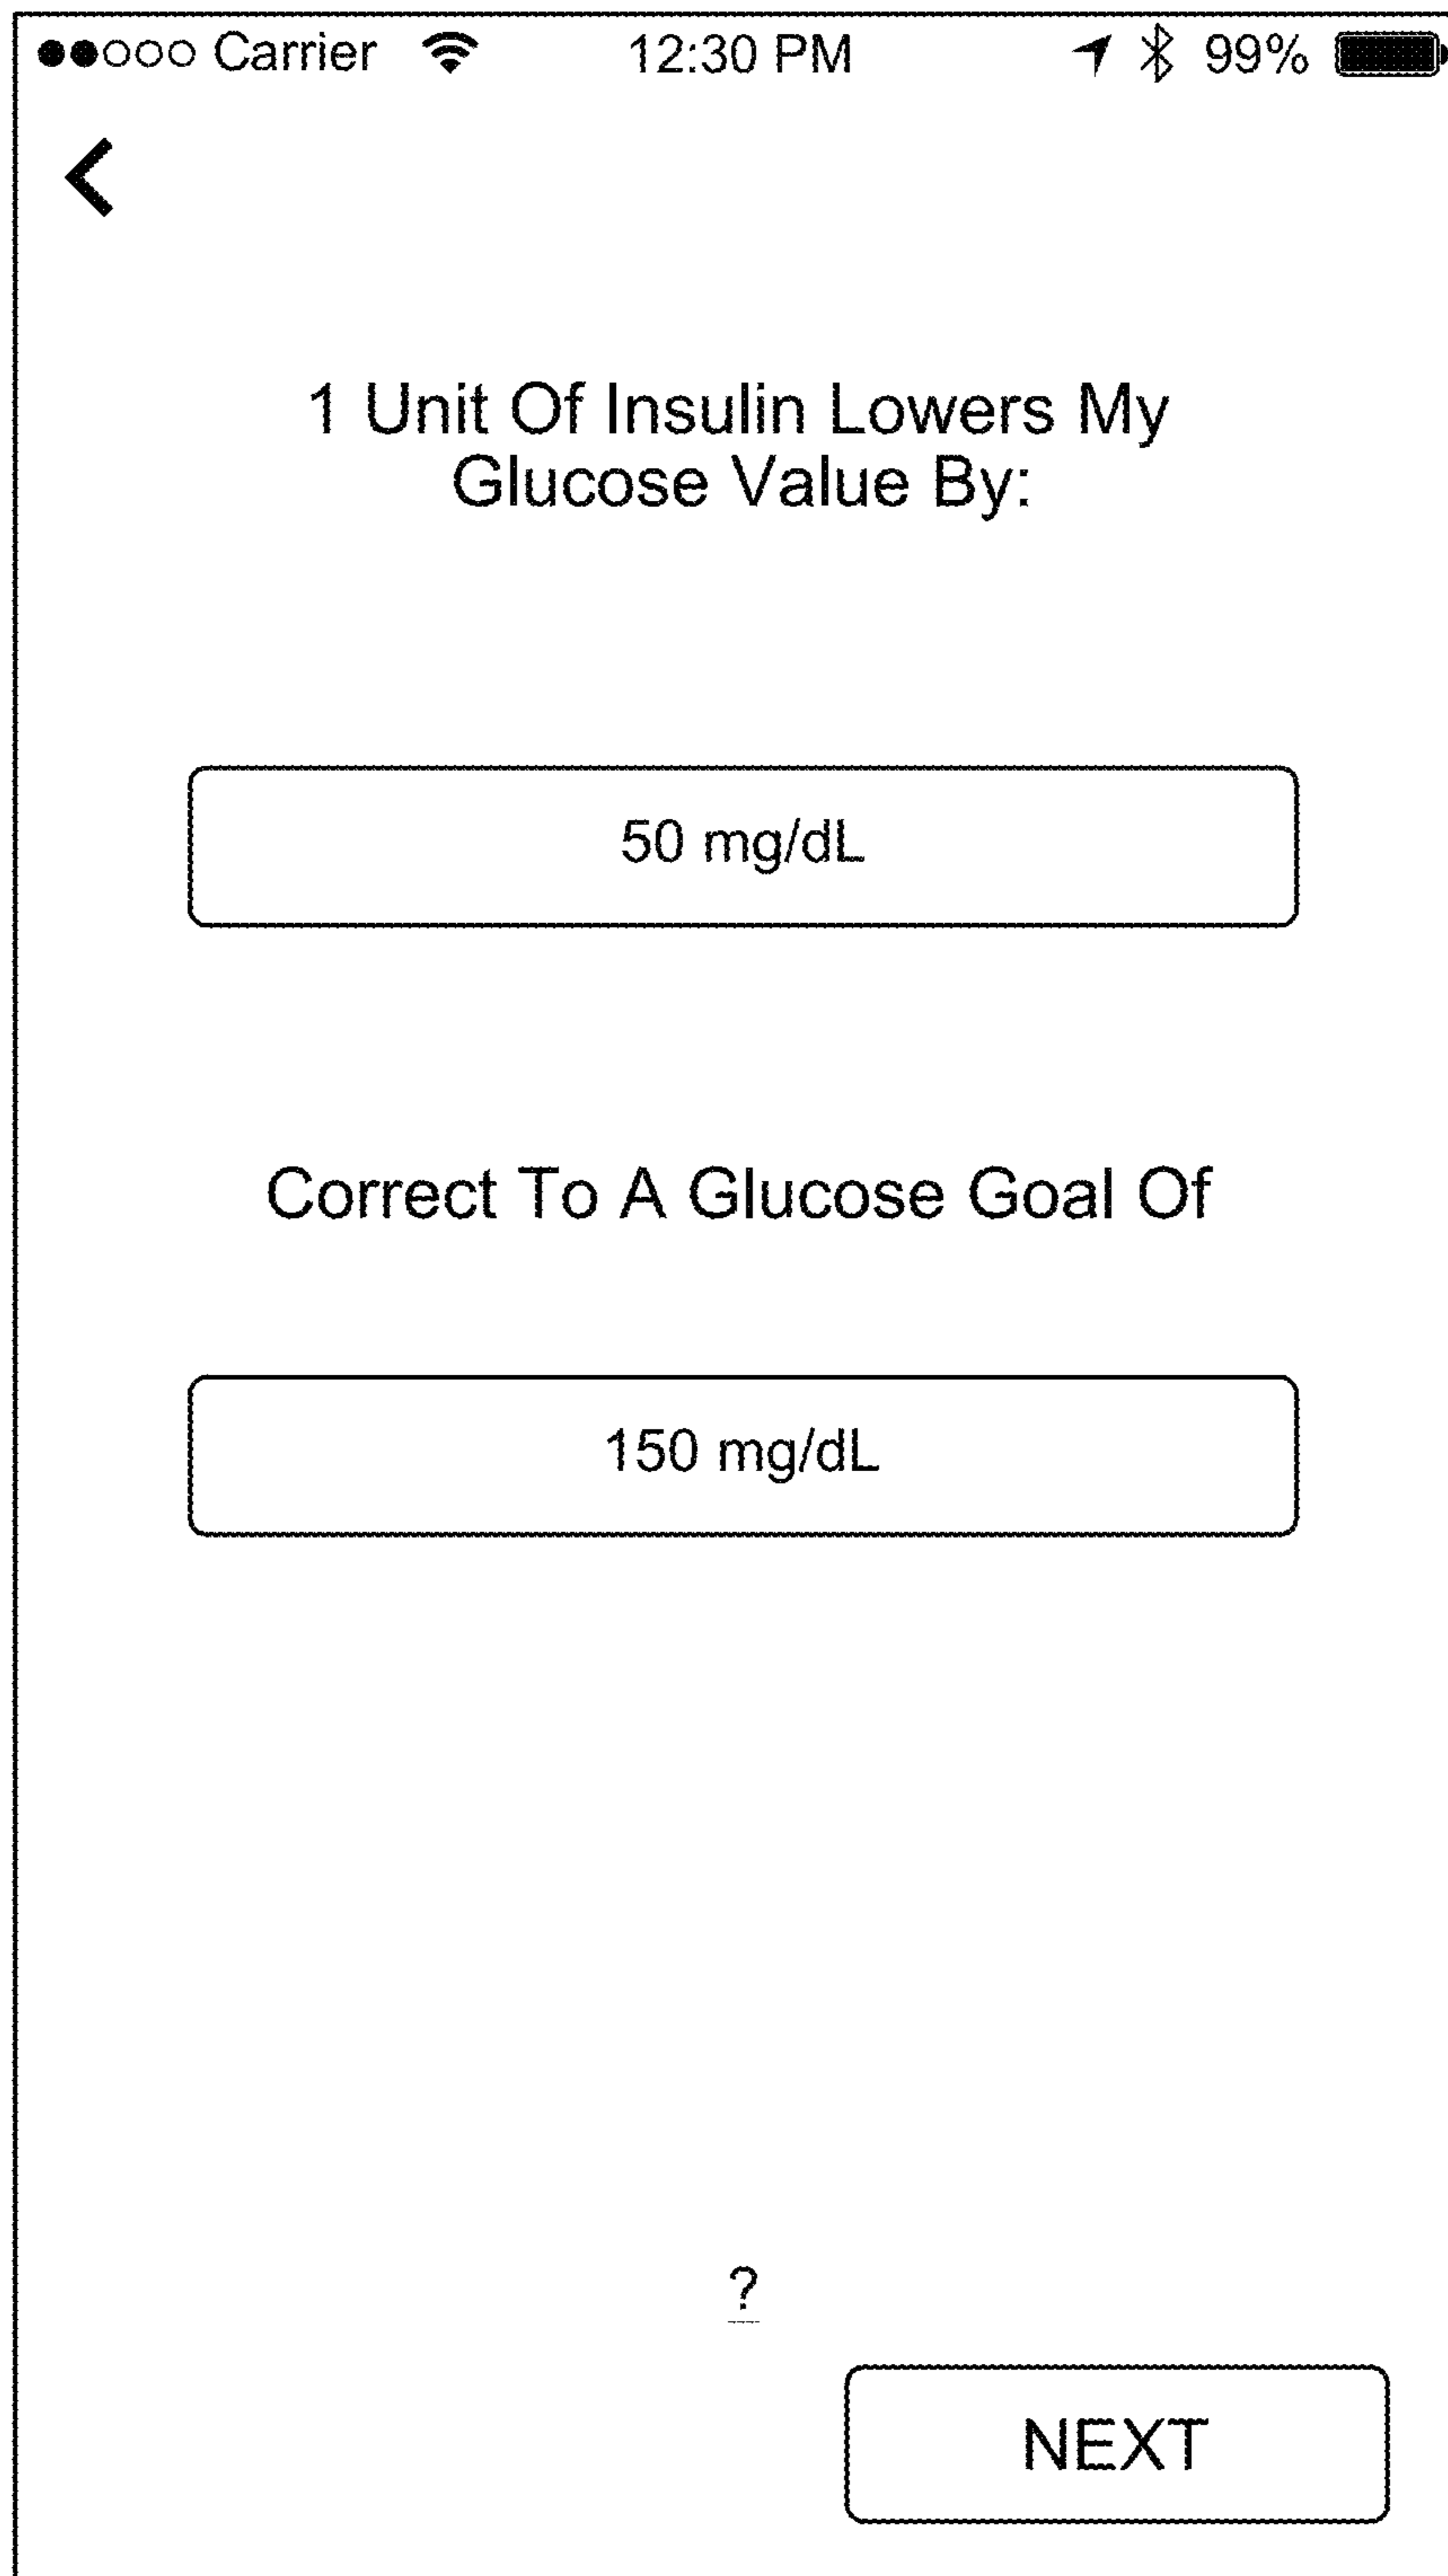 Carrier 12:30 PM 99%
1 Unit Of Insulin Lowers My
Glucose Value By:
50 mg/dL
Correct To A Glucose Goal Of
150 mg/dL
?
NEXT